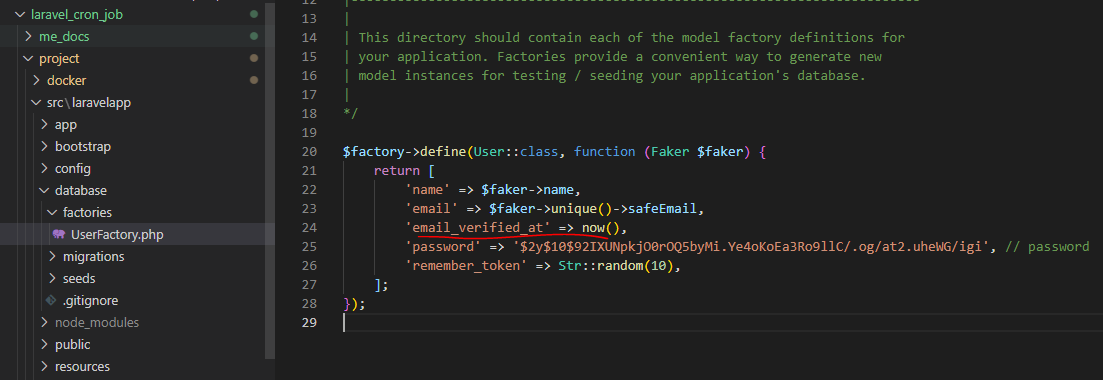 laravel_cron_job
me_docs
project
docker
src\laravelapp
app
bootstrap
config
database
factories
UserFactory.php
migrations
seeds
.gitignore
node_modules
public
resources
12 |--------------------------------------------------------------------------
13 |
14 | This directory should contain each of the model factory definitions for
15 | your application. Factories provide a convenient way to generate new
16 | model instances for testing / seeding your application's database.
17 |
18 */
19
20 $factory->define(User::class, function (Faker $faker) {
21 return [
22 'name' => $faker->name,
23 'email' => $faker->unique()->safeEmail,
24 'email_verified_at' => now(),
25 'password' => '$2y$10$92IXUNpkjO0rOQ5byMi.Ye4oKoEa3Ro9llC/.og/at2.uheWG/igi', // password
26 'remember_token' => Str::random(10),
27 ];
28 });
29